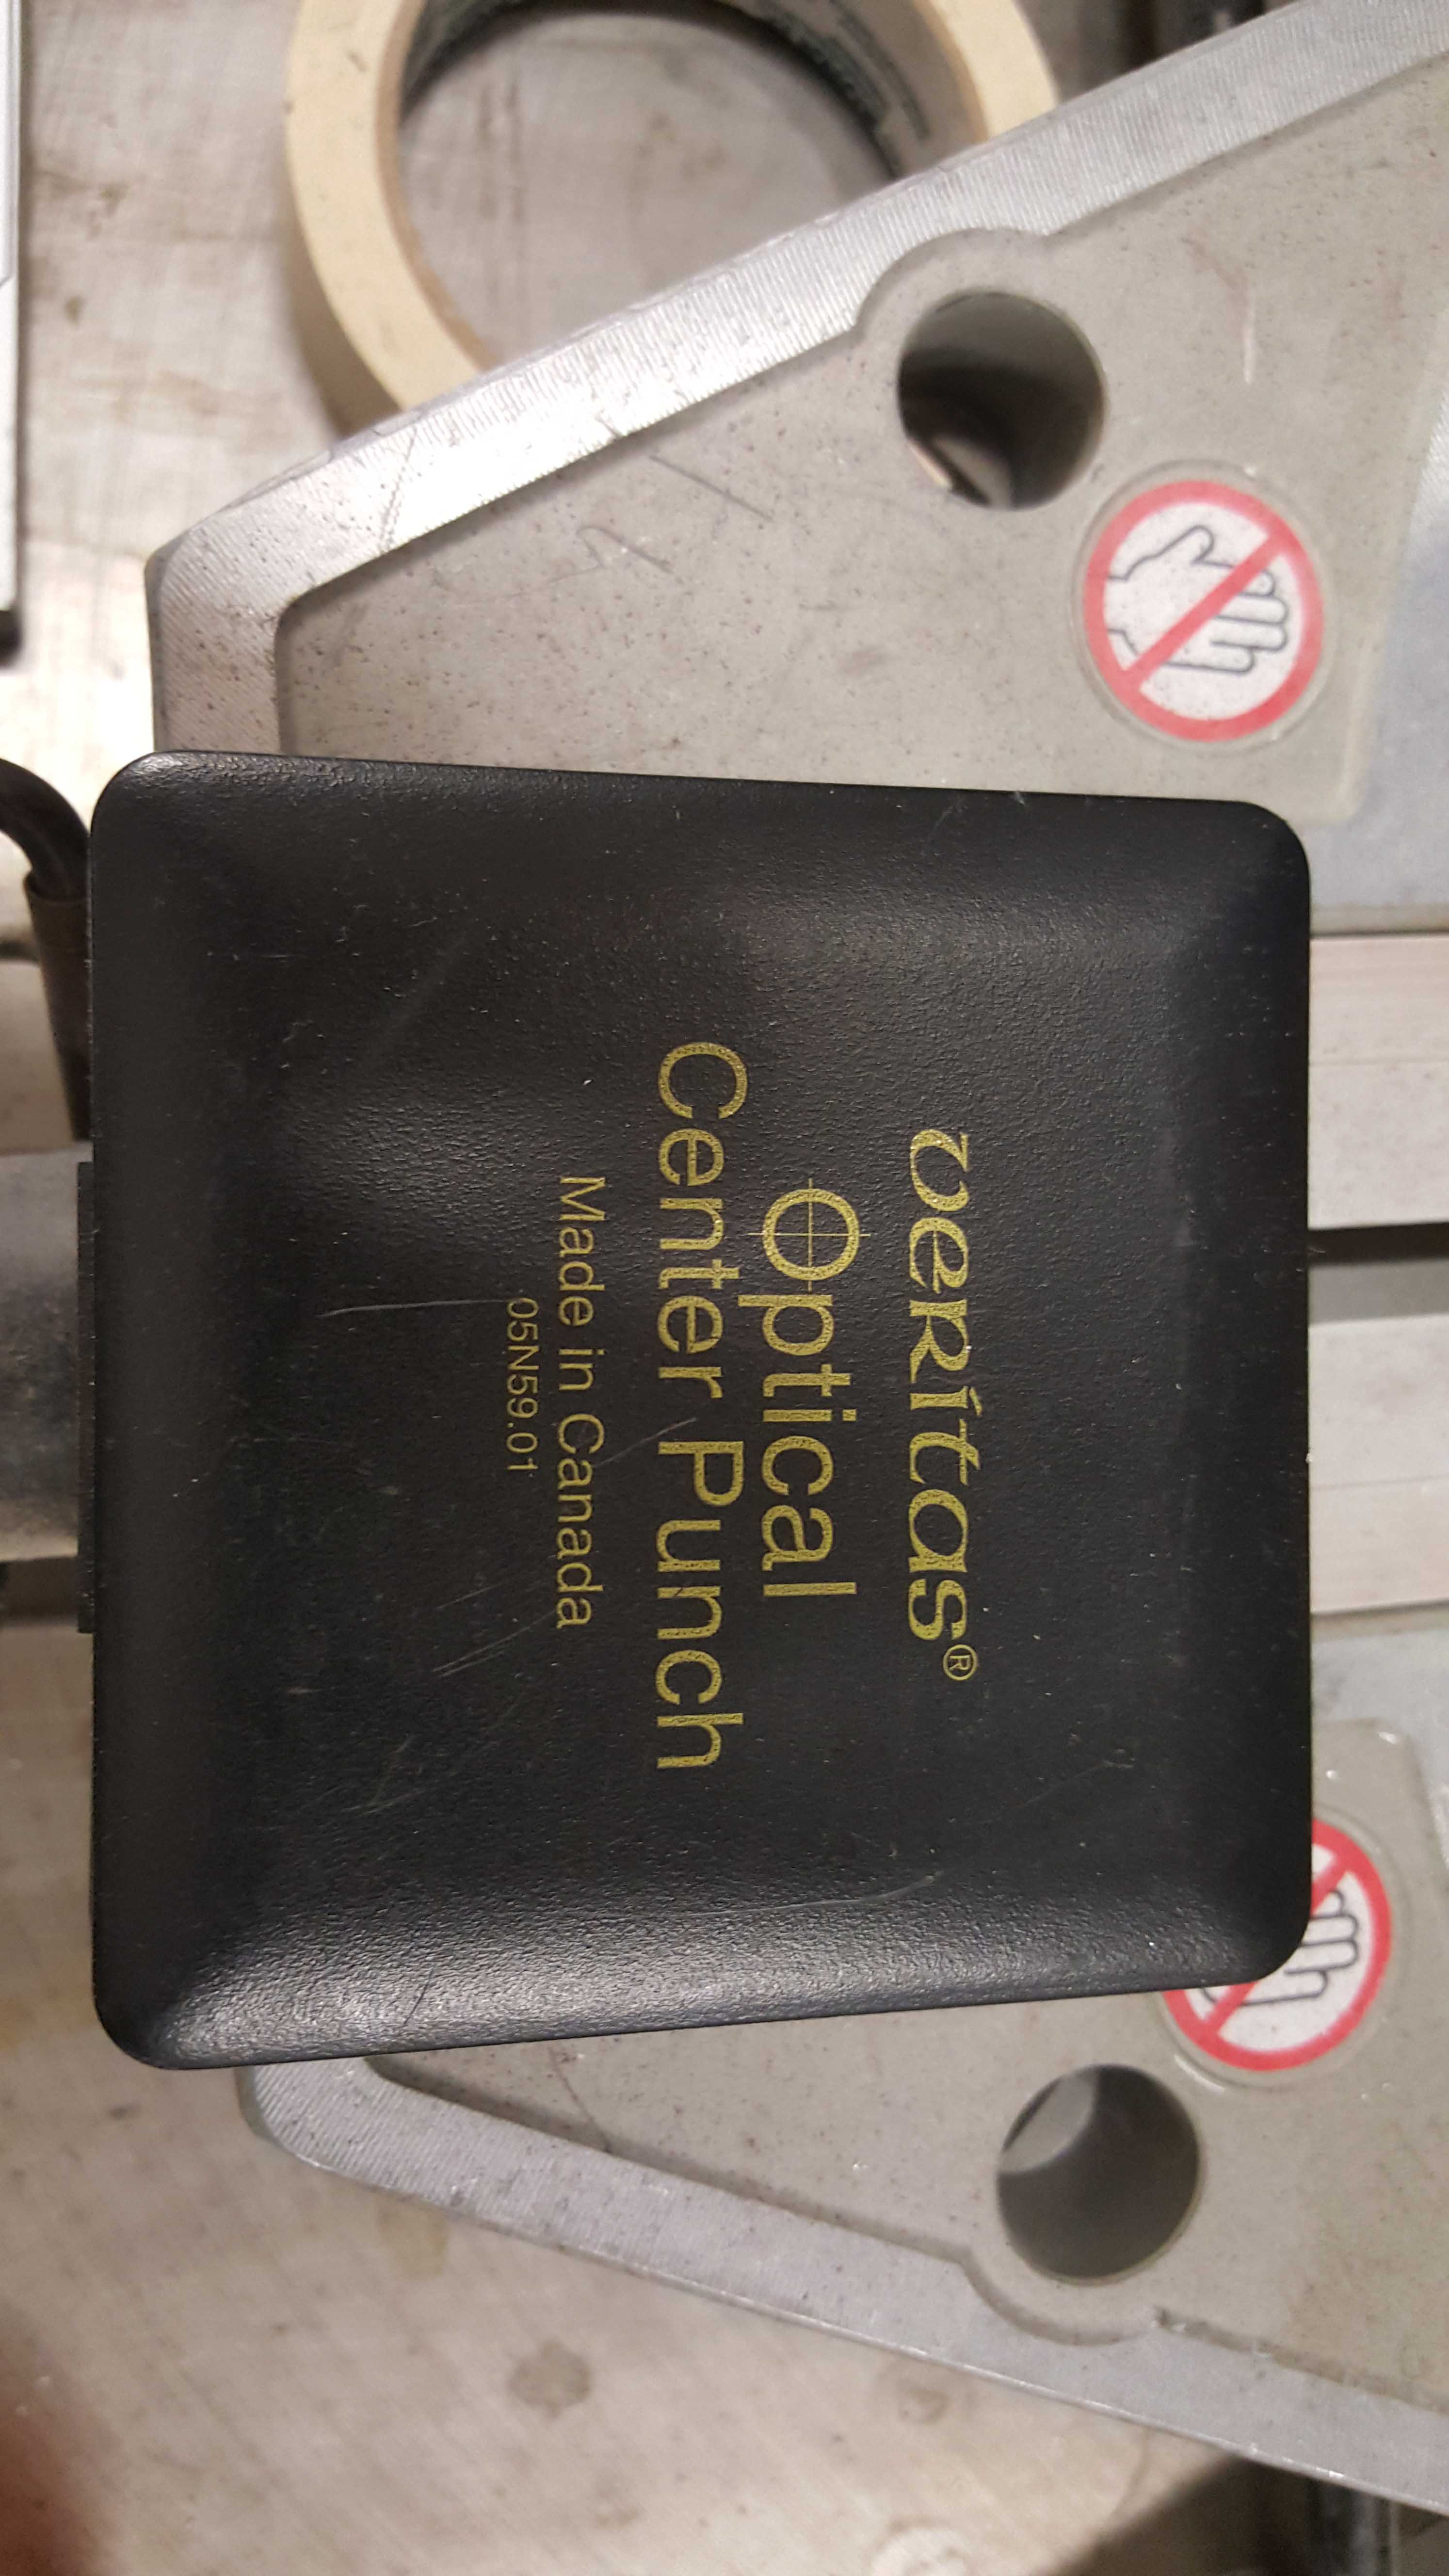 veritas®
Optical
Center Punch
Made in Canada
05N59.01